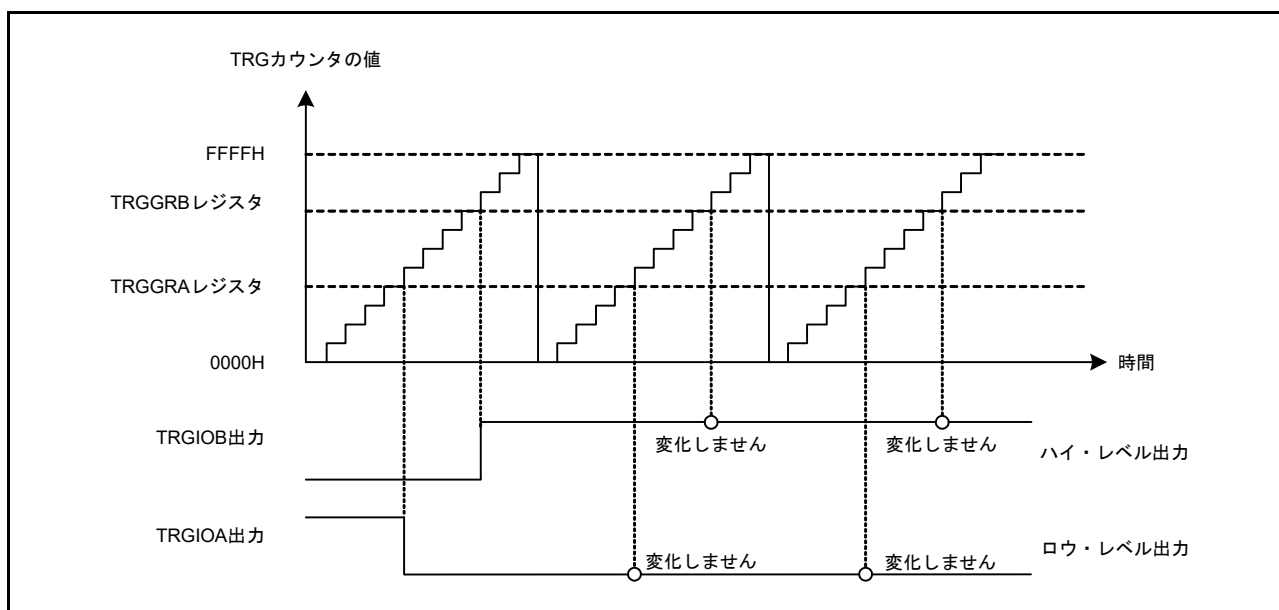 TRGカウンタの値
FFFFH
TRGGRBレジスタ
TRGGRAレジスタ
0000H
時間
TRGIOB出力
変化しません
変化しません
ハイ・レベル出力
TRGIOA出力
変化しません
変化しません
ロウ・レベル出力